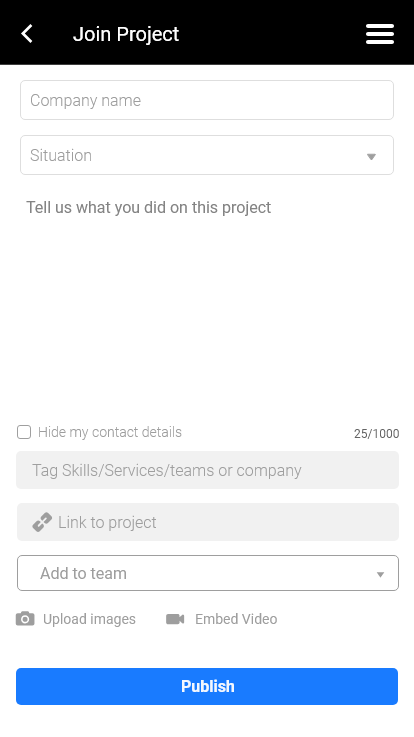 Join Project
Company name
Situation
Tell us what you did on this project
Hide my contact details
25/1000
Tag Skills/Services/teams or company
Link to project
Add to team
Upload images
Embed Video
Publish